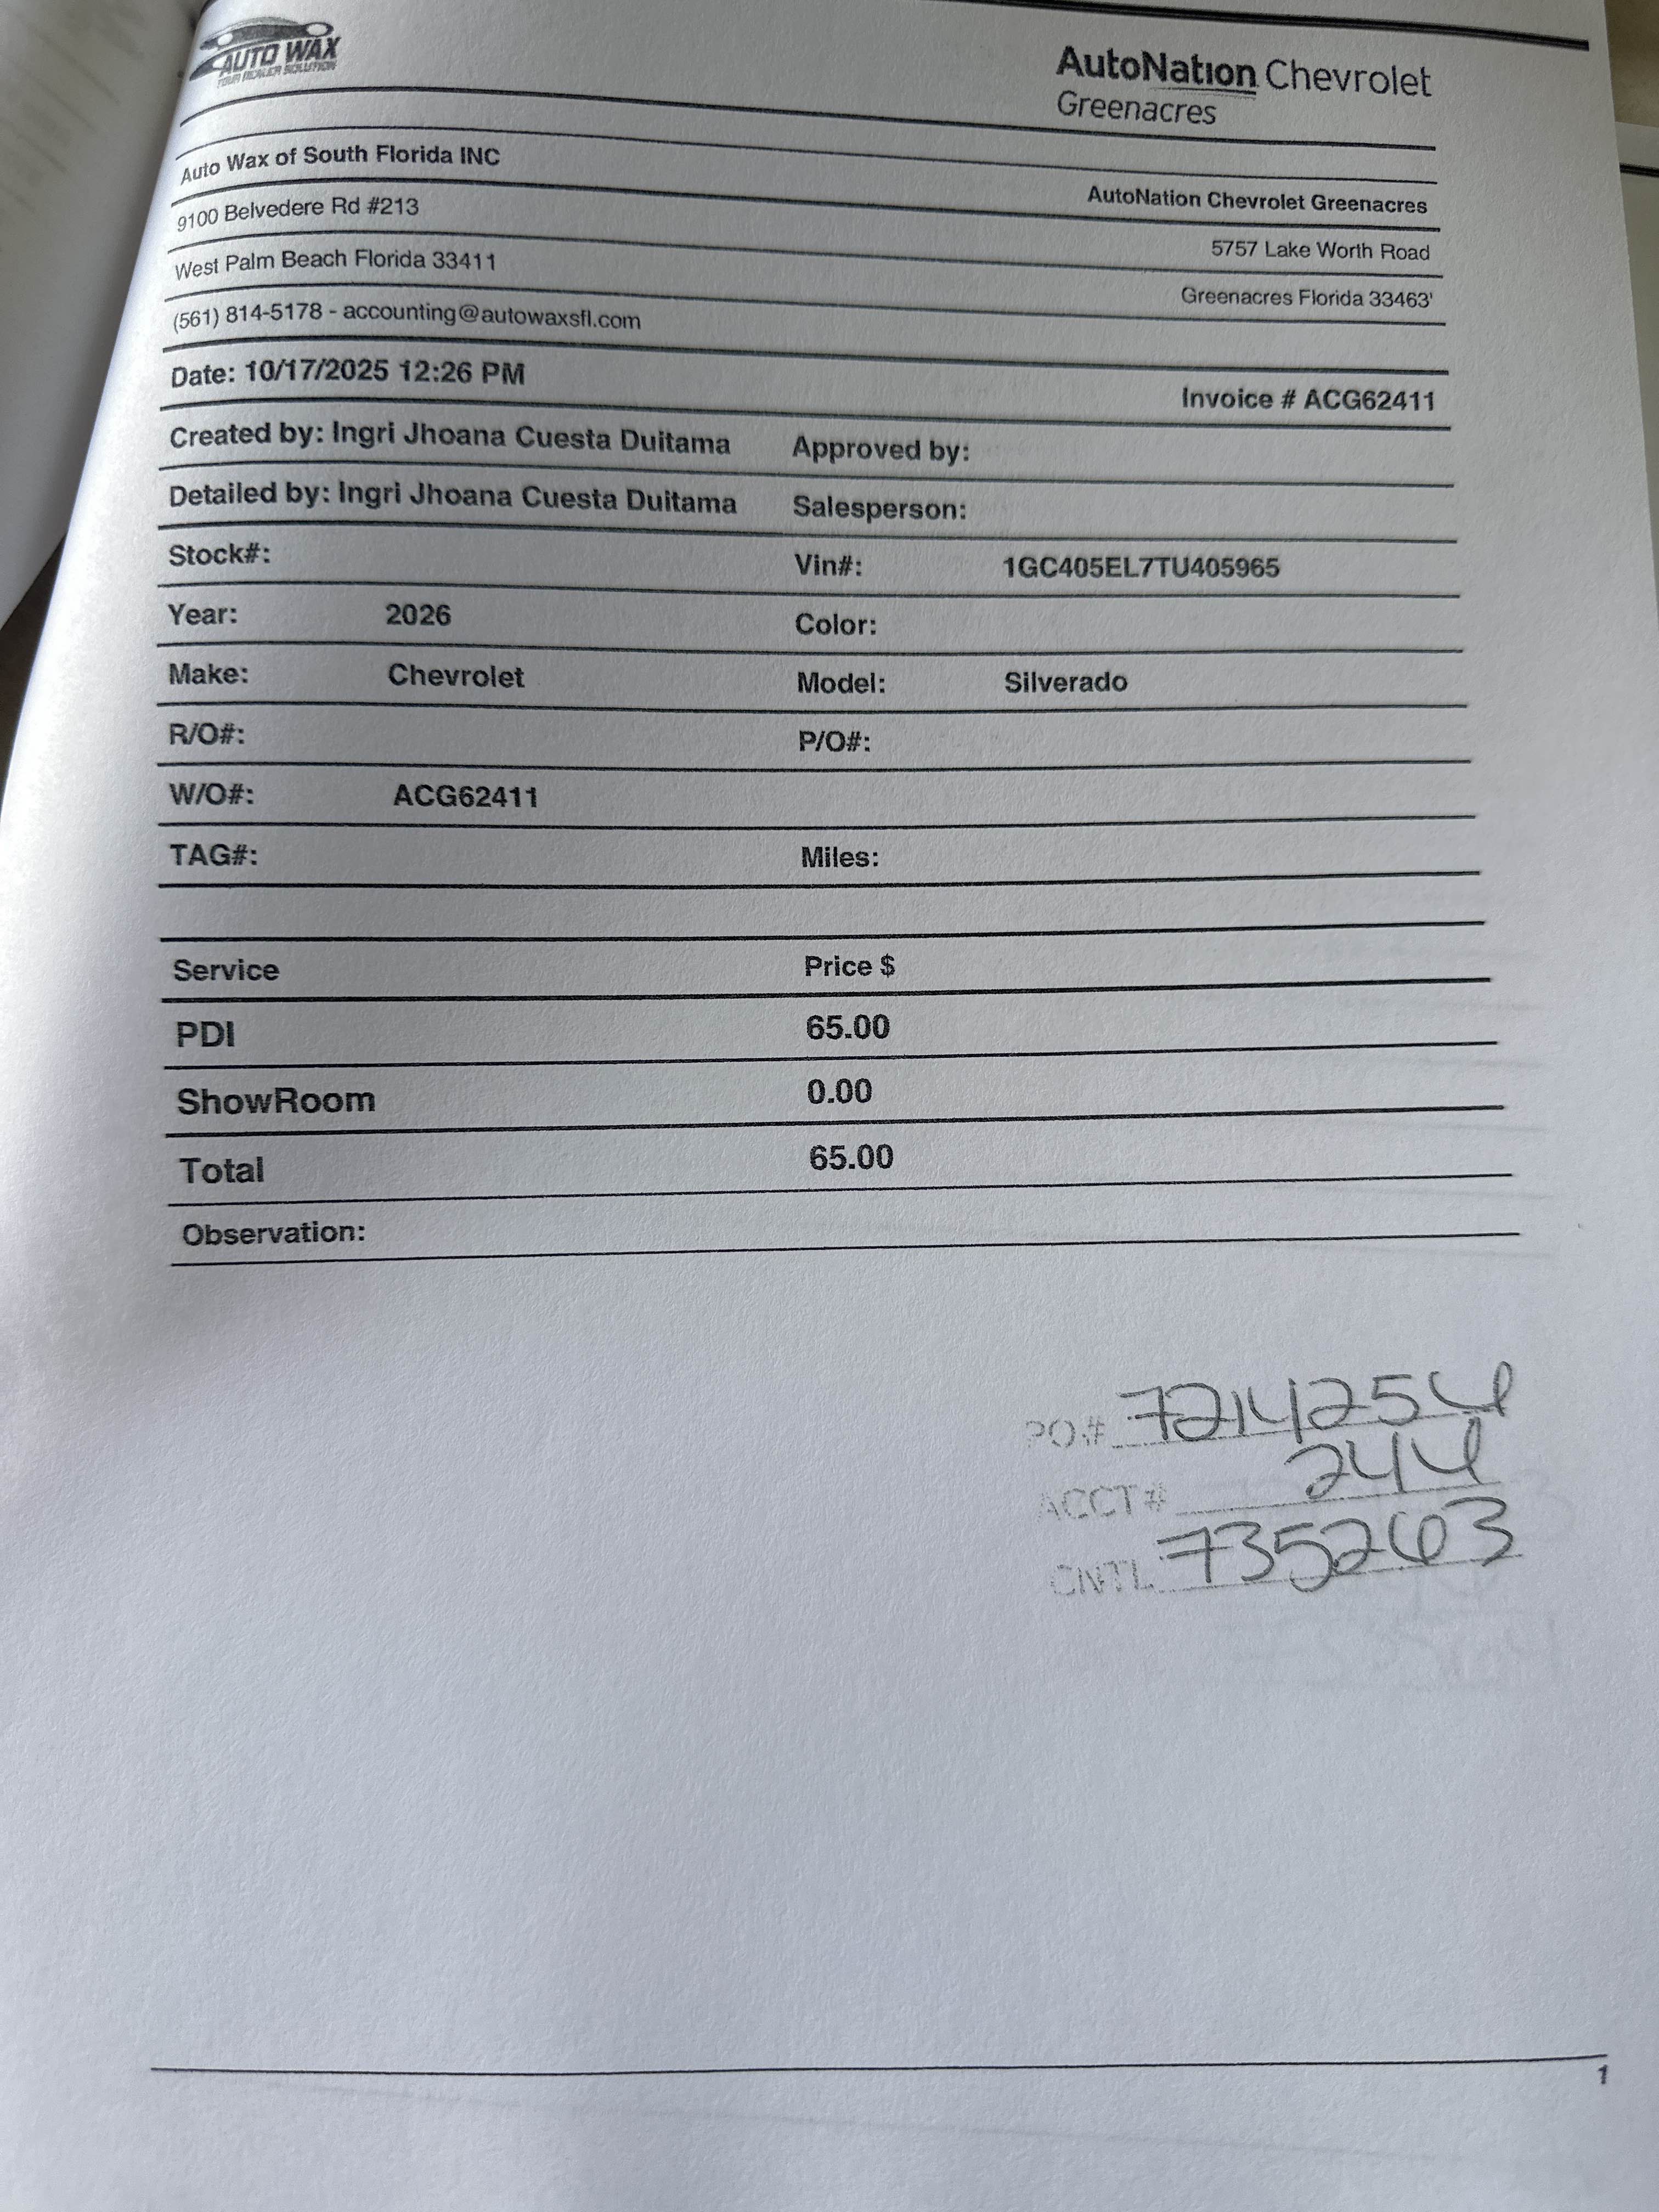 AUTO WAX
YOUR DEALER SOLUTION
AutoNation Chevrolet
Greenacres
Auto Wax of South Florida INC
AutoNation Chevrolet Greenacres
9100 Belvedere Rd #213
5757 Lake Worth Road
West Palm Beach Florida 33411
Greenacres Florida 33463'
(561) 814-5178 - accounting@autowaxsfl.com
Date: 10/17/2025 12:26 PM
Invoice # ACG62411
Created by: Ingri Jhoana Cuesta Duitama Approved by:
Detailed by: Ingri Jhoana Cuesta Duitama Salesperson:
Stock#: Vin#: 1GC405EL7TU405965
Year: 2026 Color:
Make: Chevrolet Model: Silverado
R/O#: P/O#:
W/O#: ACG62411
TAG#: Miles:
Service Price $
PDI 65.00
ShowRoom 0.00
Total 65.00
Observation:
PO#
ACCT#
CNTL 735263
1